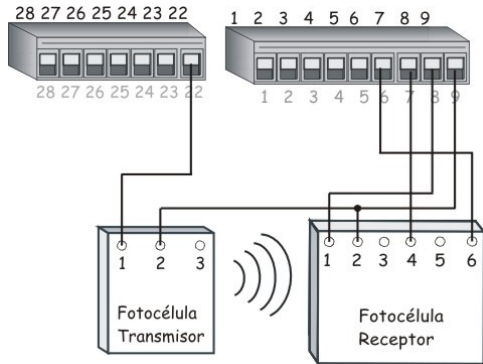 28 27 26 25 24 23 22
1 2 3 4 5 6 7 8 9
28 27 26 25 24 23 22
1 2 3 4 5 6 7 8 9
1 2 3
Fotocélula
Transmisor
1 2 3 4 5 6
Fotocélula
Receptor